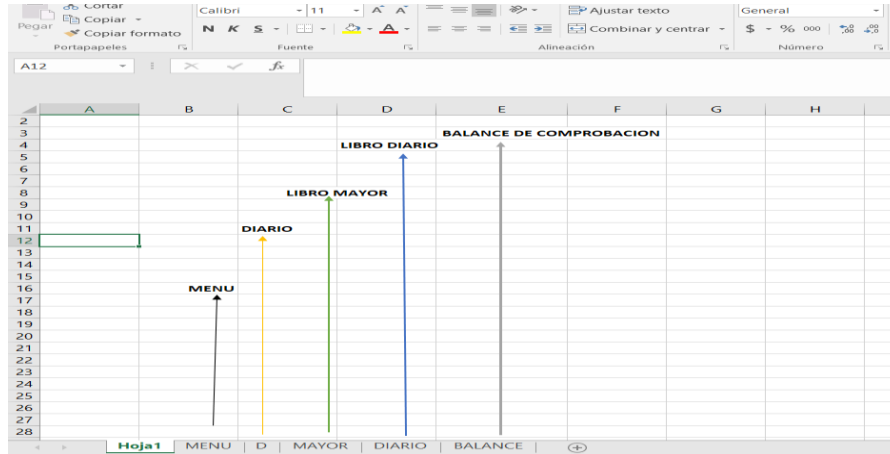 Cortar
Calibri 11 A A Ajustar texto General
Pegar Copiar
Copiar formato N K S A Combinar y centrar $ % 000
Portapapeles Fuente Alineación Número
A12 fx
A B C D E F G H
2
3 BALANCE DE COMPROBACION
4 LIBRO DIARIO
5
6
7
8 LIBRO MAYOR
9
10
11 DIARIO
12
13
14
15
16 MENU
17
18
19
20
21
22
23
24
25
26
27
28
Hoja1 MENU D MAYOR DIARIO BALANCE